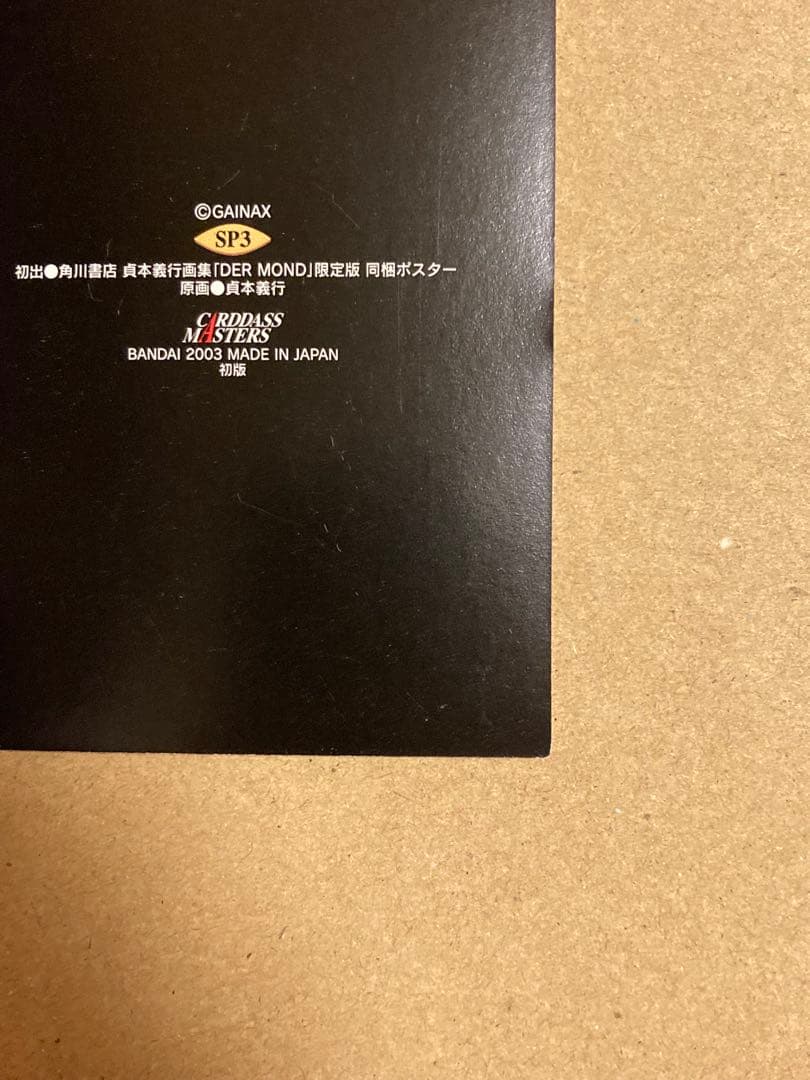 ©GAINAX
SP3
初出●角川書店 貞本義行画集「DER MOND」限定版 同梱ポスター
原画●貞本義行
CARDDASS
MASTERS
BANDAI 2003 MADE IN JAPAN
初版